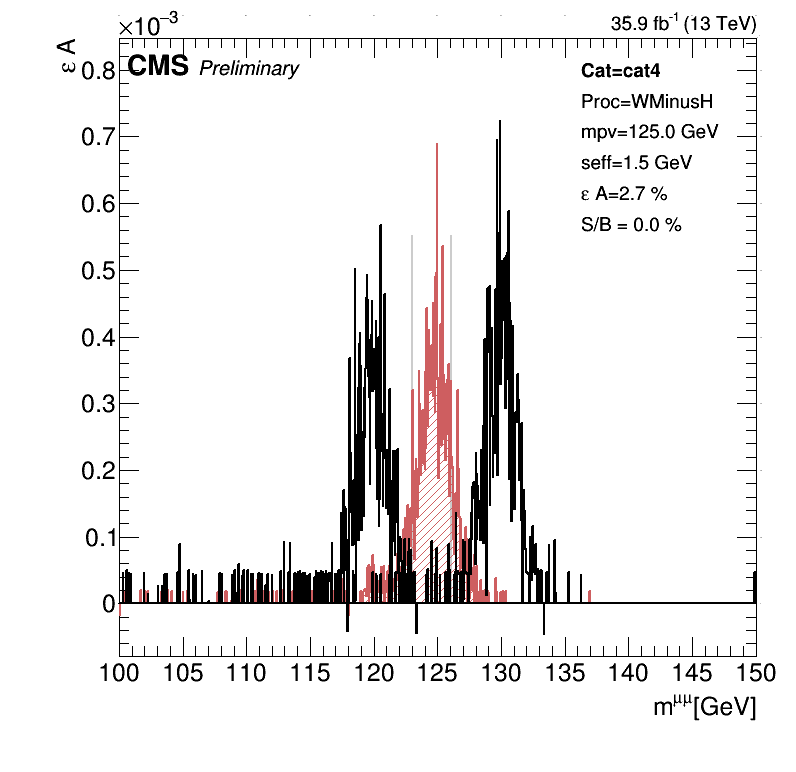 ×10⁻³
35.9 fb⁻¹ (13 TeV)
ε A
CMS Preliminary
Cat=cat4
Proc=WMinusH
mpv=125.0 GeV
seff=1.5 GeV
ε A=2.7 %
S/B = 0.0 %
0.8
0.7
0.6
0.5
0.4
0.3
0.2
0.1
0
100 105 110 115 120 125 130 135 140 145 150
m^μμ[GeV]